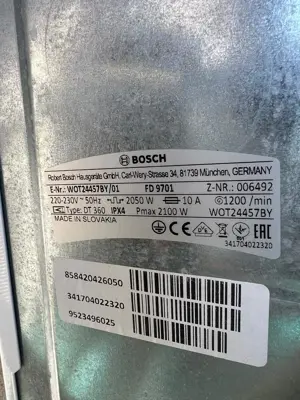 BOSCH
Robert Bosch Hausgeräte GmbH, Carl-Wery-Strasse 34, 81739 München, GERMANY
E-Nr.: WOT24457BY/01 FD 9701 Z-NR.: 006492
220-230V ~ 50Hz 2050 W 10 A 1200 /min
Type: DT 360 IPX4 Pmax 2100 W WOT24457BY
MADE IN SLOVAKIA
341704022320
858420426050
341704022320
9523496025